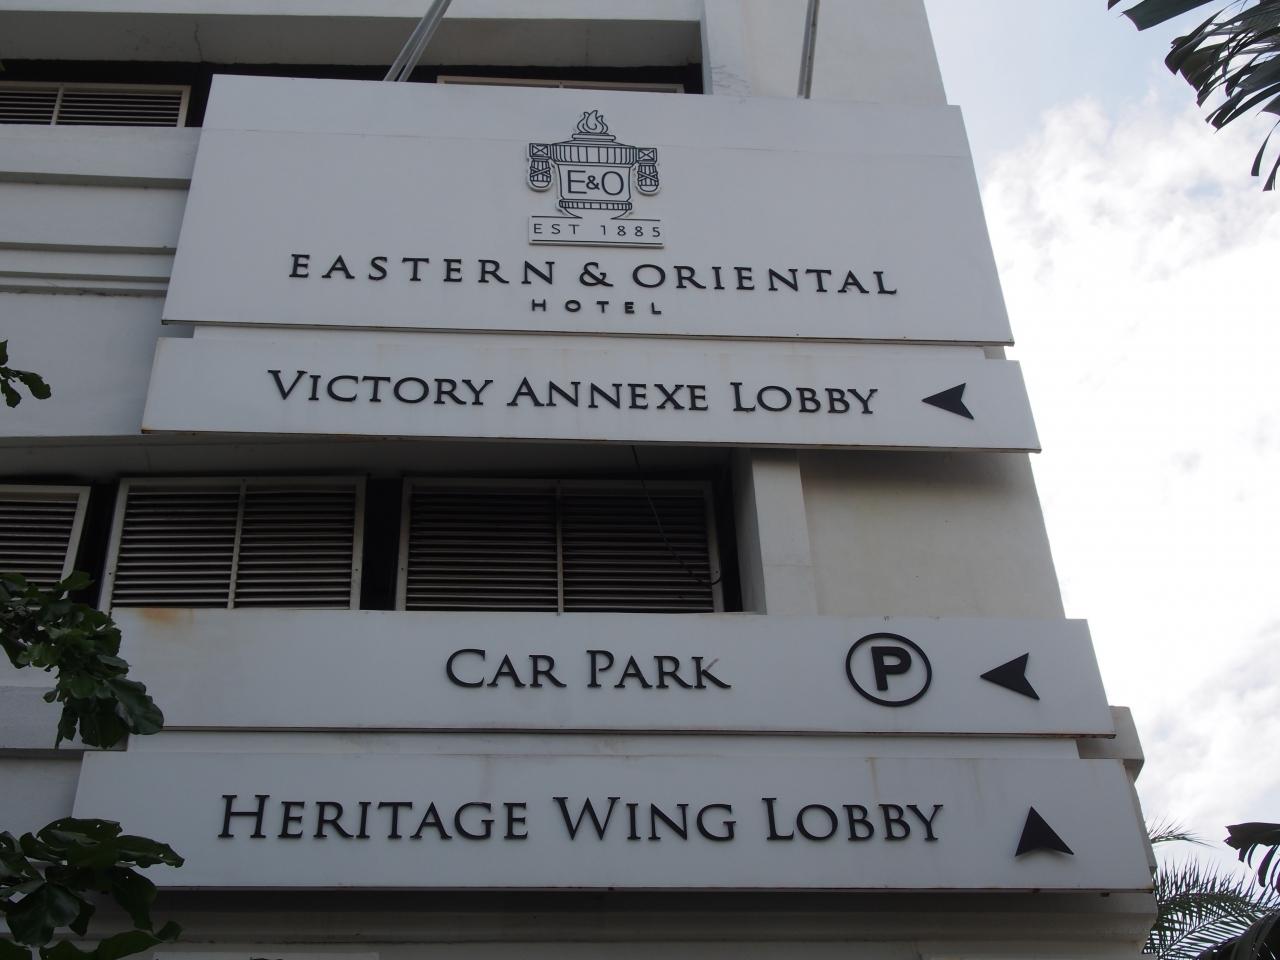 E&O
EST 1885
EASTERN & ORIENTAL
HOTEL
VICTORY ANNEXE LOBBY
CAR PARK P
HERITAGE WING LOBBY